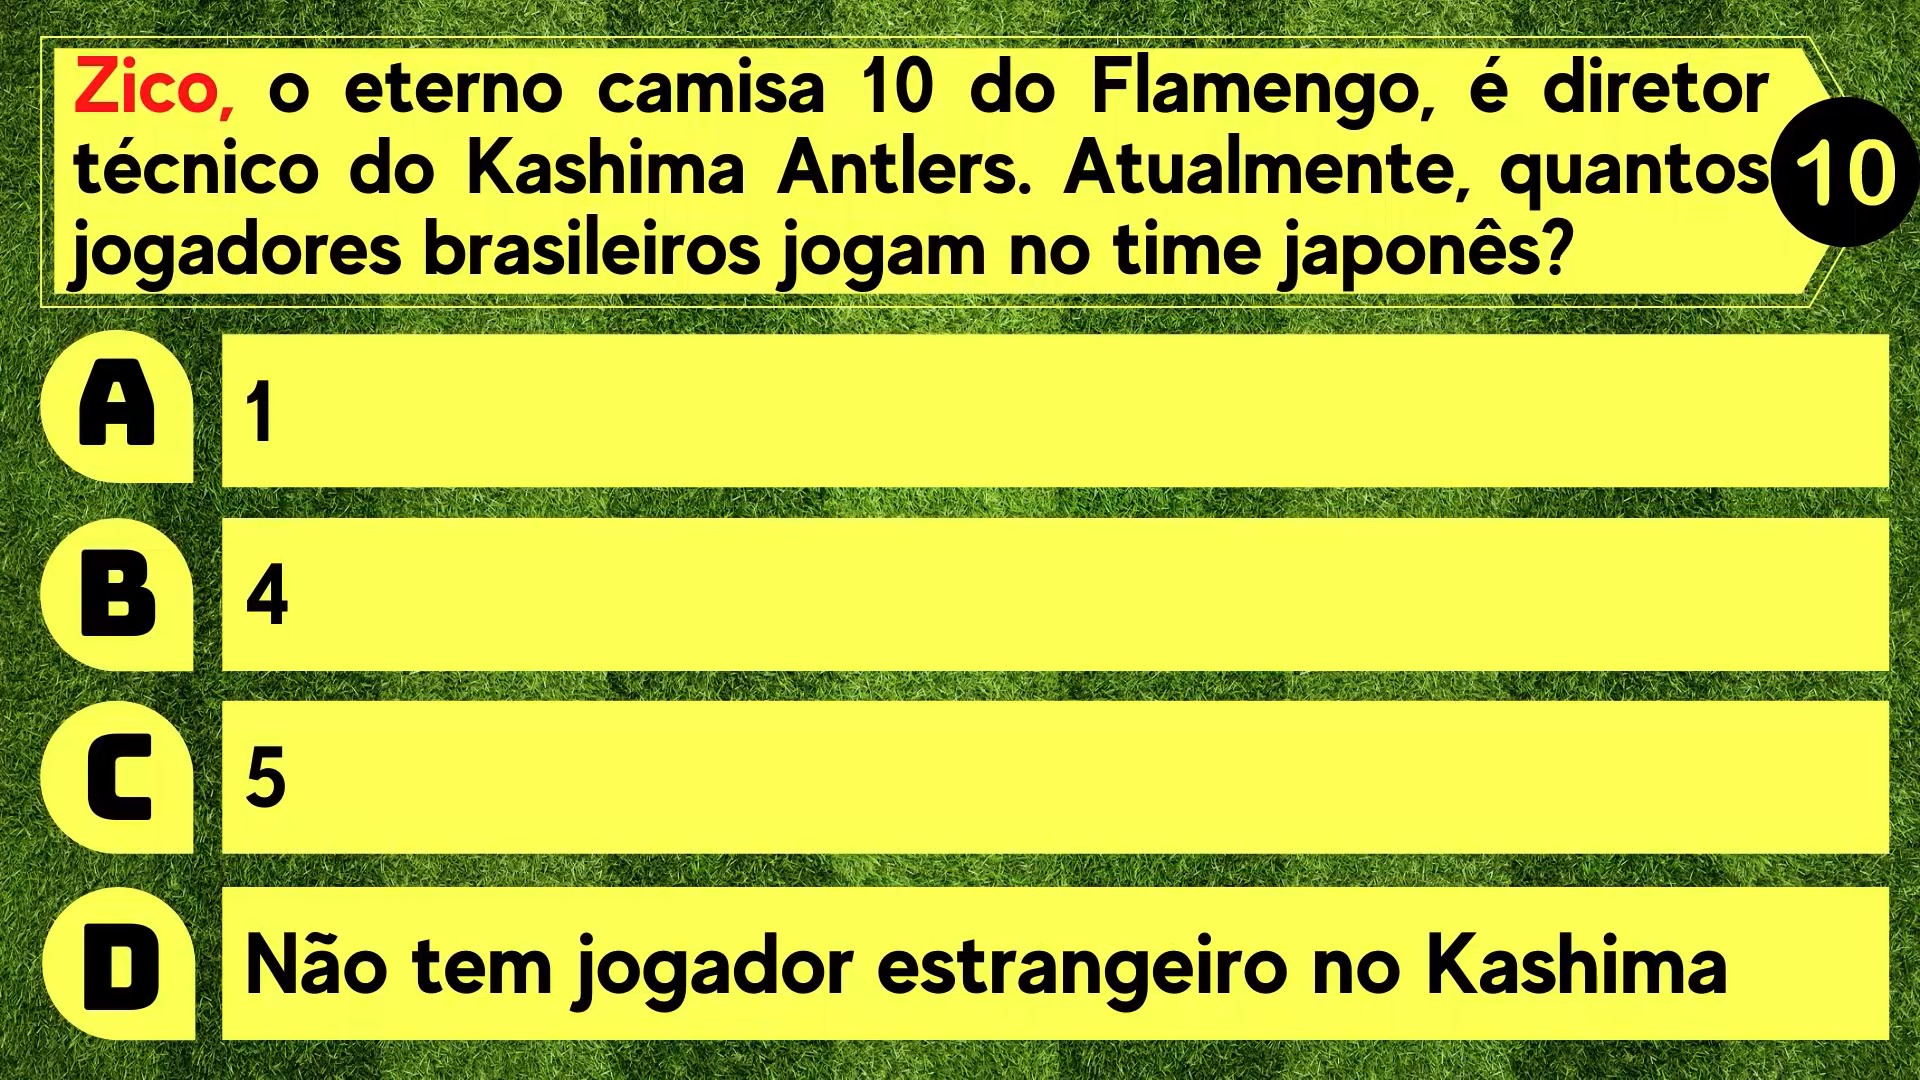 Zico, o eterno camisa 10 do Flamengo, é diretor
técnico do Kashima Antlers. Atualmente, quantos
jogadores brasileiros jogam no time japonês?
10
A
1
B
4
C
5
D
Não tem jogador estrangeiro no Kashima